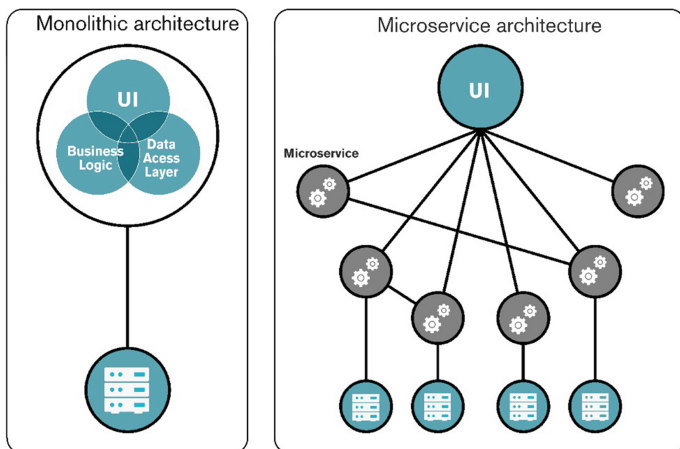 Monolithic architecture
UI
Business
Logic
Data
Acess
Layer
Microservice architecture
UI
Microservice